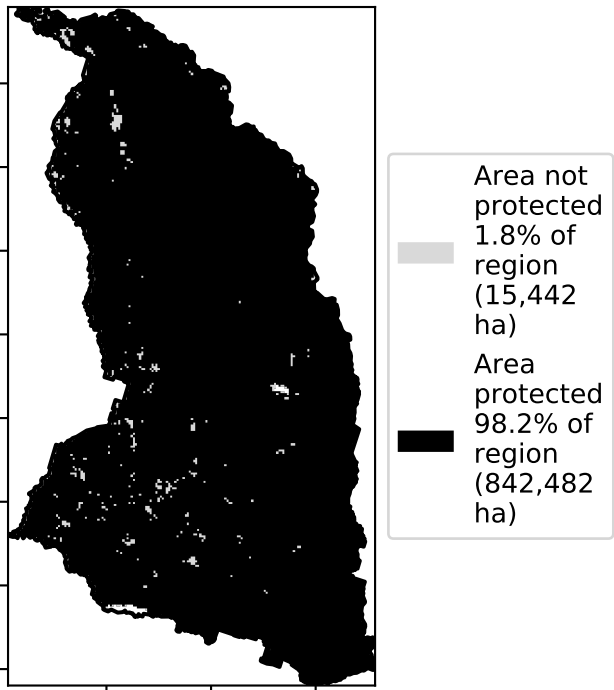 Area not
protected
1.8% of
region
(15,442
ha)
Area
protected
98.2% of
region
(842,482
ha)